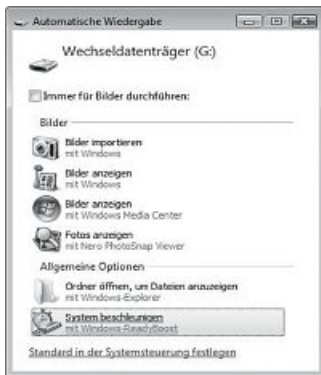 Automatische Wiedergabe
Wechseldatenträger (G:)
Immer für Bilder durchführen:
Bilder
Bilder importieren
mit Windows
Bilder anzeigen
mit Windows
Bilder anzeigen
mit Windows Media Center
Fotos anzeigen
mit Nero PhotoSnap Viewer
Allgemeine Optionen
Ordner öffnen, um Dateien anzuzeigen
mit Windows-Explorer
System beschleunigen
mit Windows-ReadyBoost
Standard in der Systemsteuerung festlegen